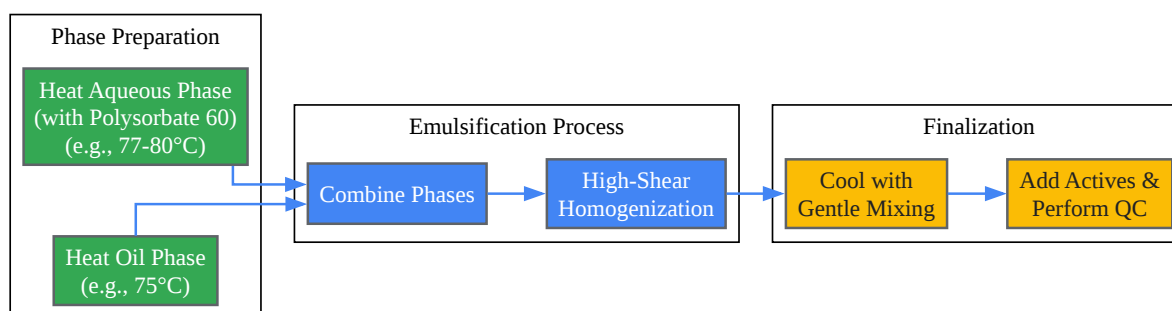 Phase Preparation
Heat Aqueous Phase
(with Polysorbate 60)
(e.g., 77-80°C)
Heat Oil Phase
(e.g., 75°C)
Emulsification Process
Combine Phases
High-Shear
Homogenization
Finalization
Cool with
Gentle Mixing
Add Actives &
Perform QC